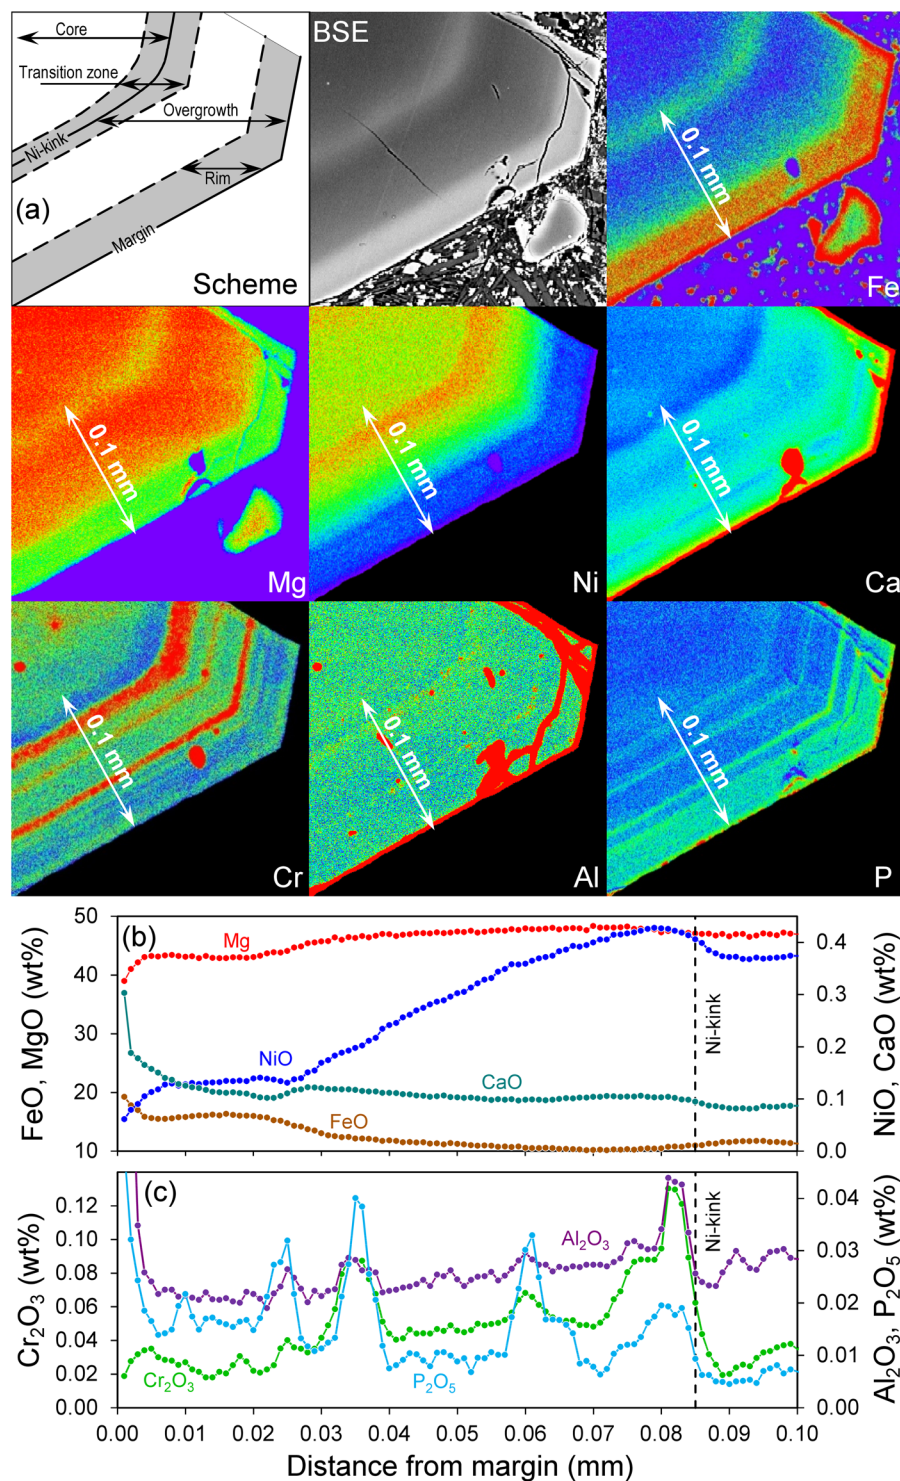 Core
Transition zone
Overgrowth
Ni-kink
Rim
(a)
Margin
Scheme
BSE
0.1 mm
Fe
0.1 mm
Mg
0.1 mm
Ni
0.1 mm
Ca
0.1 mm
Cr
0.1 mm
Al
0.1 mm
P
(b)
FeO, MgO (wt%)
50
40
30
20
10
Mg
NiO
CaO
FeO
Ni-kink
0.4
0.3
0.2
0.1
0.0
NiO, CaO (wt%)
(c)
Cr₂O₃ (wt%)
0.12
0.10
0.08
0.06
0.04
0.02
0.00
Al₂O₃
Cr₂O₃
P₂O₅
Ni-kink
0.04
0.03
0.02
0.01
0.00
Al₂O₃, P₂O₅ (wt%)
0.00 0.01 0.02 0.03 0.04 0.05 0.06 0.07 0.08 0.09 0.10
Distance from margin (mm)